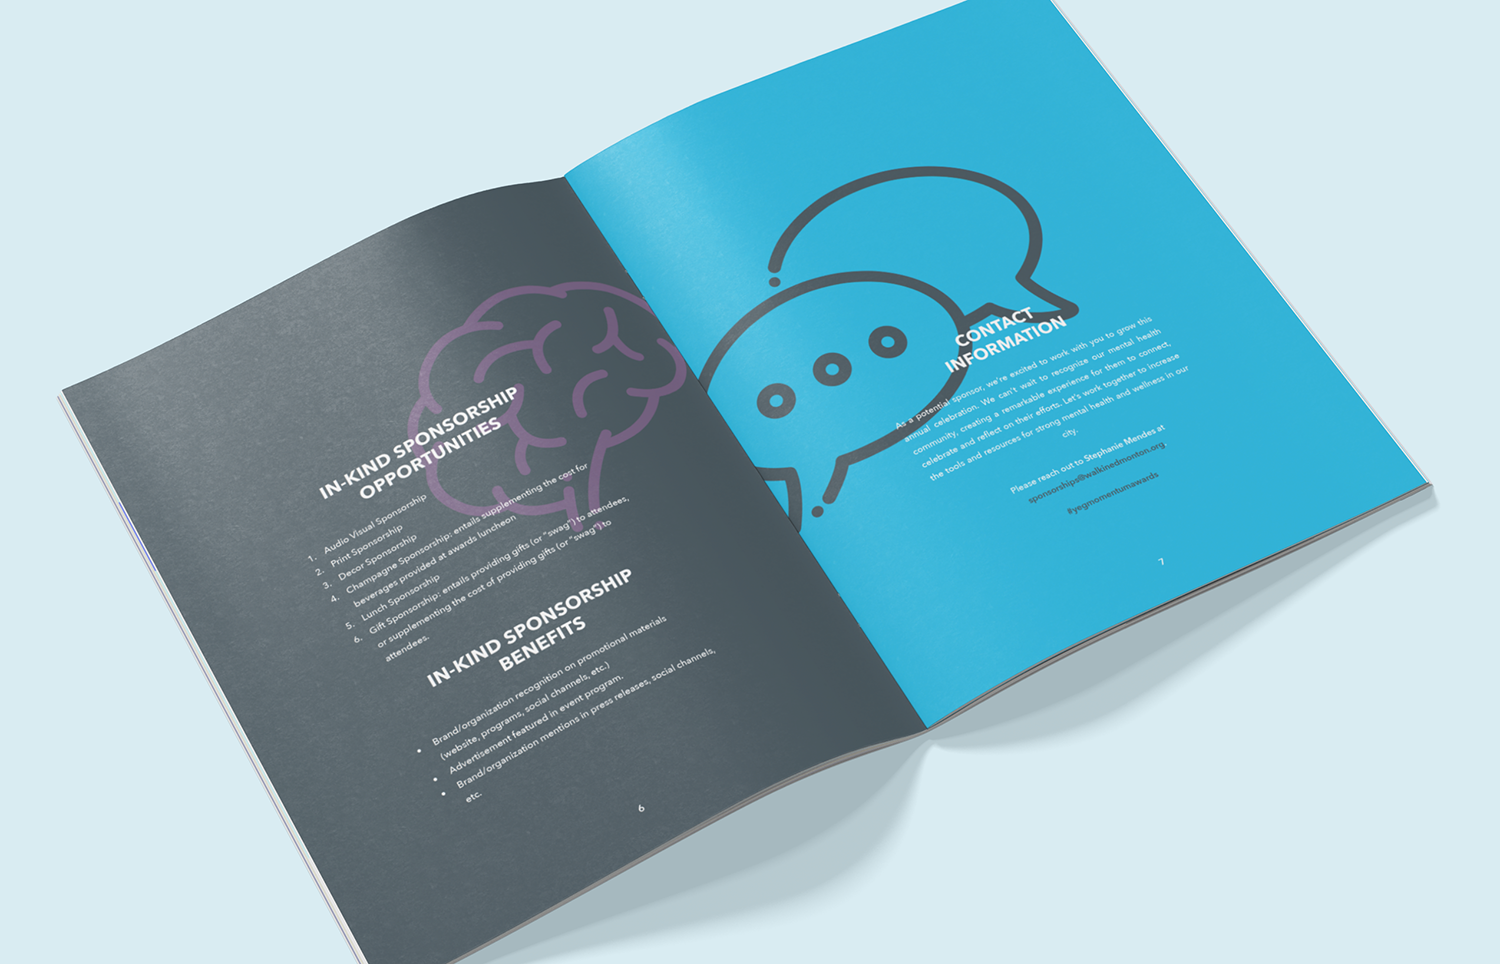 IN-KIND SPONSORSHIP
OPPORTUNITIES
1. Audio Visual Sponsorship
2. Print Sponsorship
3. Decor Sponsorship
4. Champagne Sponsorship: entails supplementing the cost for
beverages provided at awards luncheon
5. Lunch Sponsorship
6. Gift Sponsorship: entails providing gifts (or "swag") to attendees,
or supplementing the cost of providing gifts (or "swag") to
attendees.
IN-KIND SPONSORSHIP
BENEFITS
• Brand/organization recognition on promotional materials
(website, programs, social channels, etc.)
• Advertisement featured in event program.
• Brand/organization mentions in press releases, social channels,
etc.
6
CONTACT
INFORMATION
As a potential sponsor, we're excited to work with you to grow this
annual celebration. We can't wait to recognize our mental health
community, creating a remarkable experience for them to connect,
celebrate and reflect on their efforts. Let's work together to increase
the tools and resources for strong mental health and wellness in our
city.
Please reach out to Stephanie Mendes at
sponsorships@walkinedmonton.org
#yegmomentumawards
7